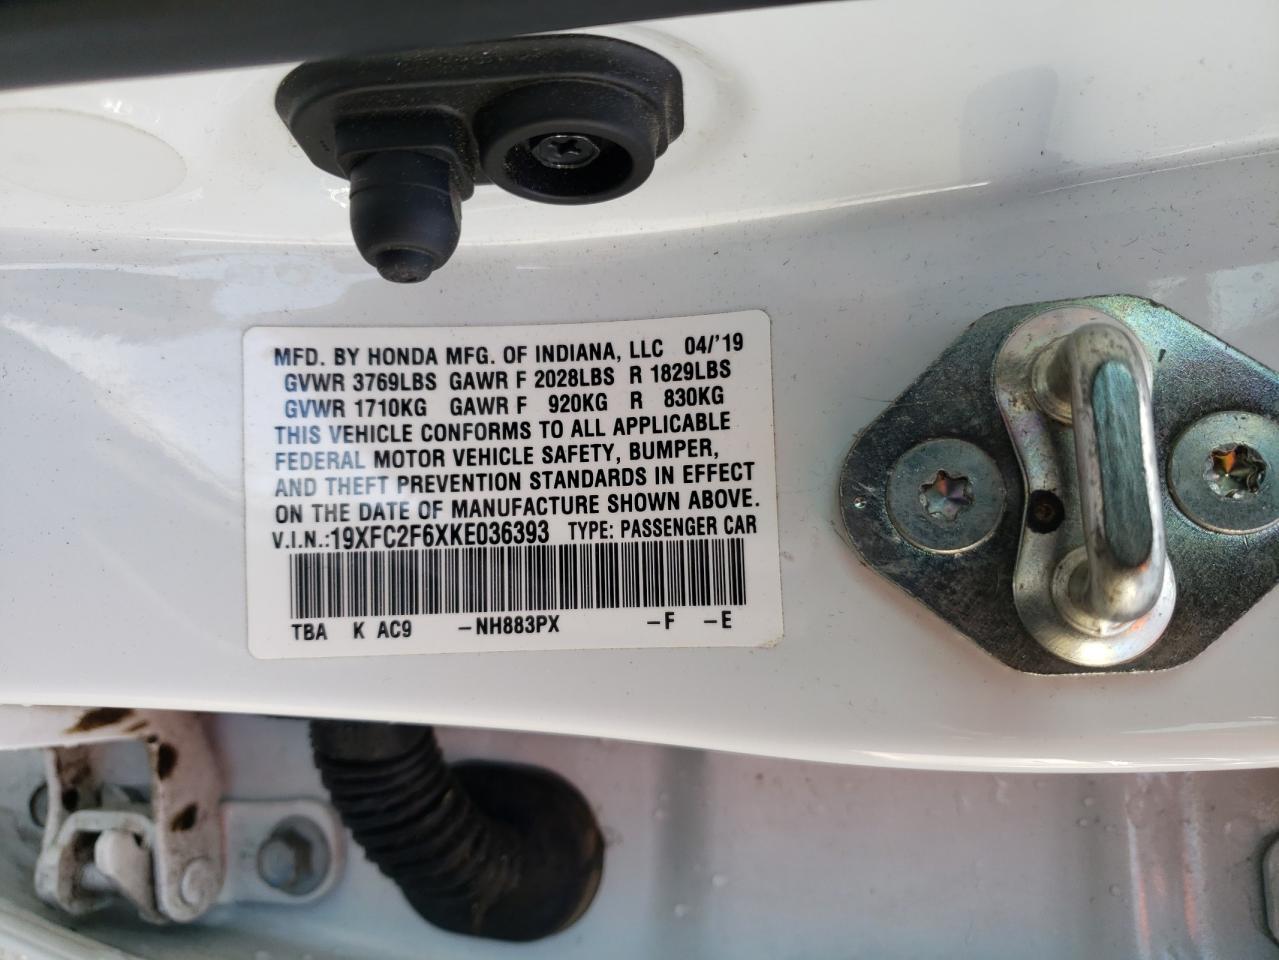 MFD. BY HONDA MFG. OF INDIANA, LLC 04/'19
GVWR 3769LBS GAWR F 2028LBS R 1829LBS
GVWR 1710KG GAWR F 920KG R 830KG
THIS VEHICLE CONFORMS TO ALL APPLICABLE
FEDERAL MOTOR VEHICLE SAFETY, BUMPER,
AND THEFT PREVENTION STANDARDS IN EFFECT
ON THE DATE OF MANUFACTURE SHOWN ABOVE.
V.I.N.:19XFC2F6XKE036393 TYPE: PASSENGER CAR
TBA K AC9 -NH883PX -F -E